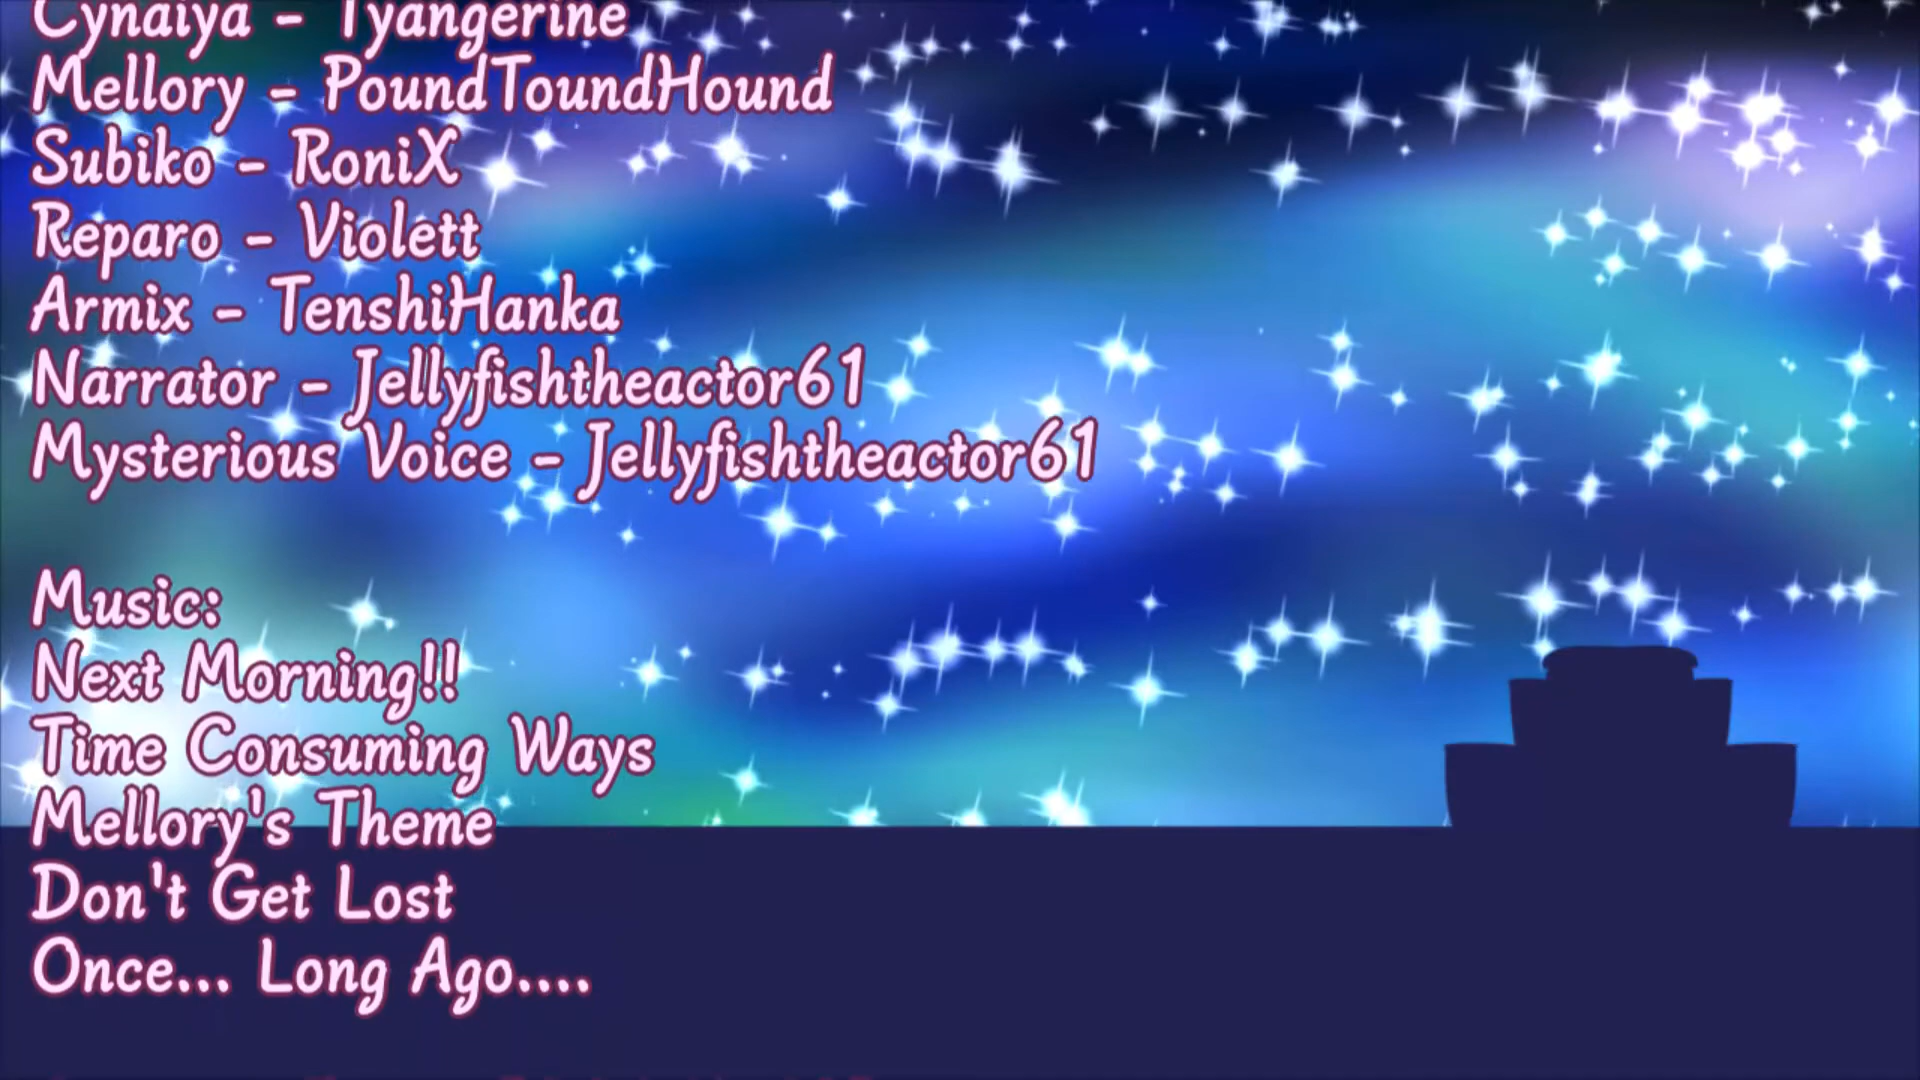 Cynaiya - Tyangerine
Mellory - PoundToundHound
Subiko - RoniX
Reparo - Violett
Armix - TenshiHanka
Narrator - Jellyfishtheactor61
Mysterious Voice - Jellyfishtheactor61
Music:
Next Morning!!
Time Consuming Ways
Mellory's Theme
Don't Get Lost
Once... Long Ago....